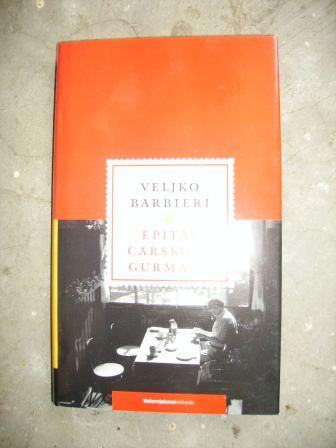 VELJKO
BARBIERI
EPITA
CARSKO
GURMA